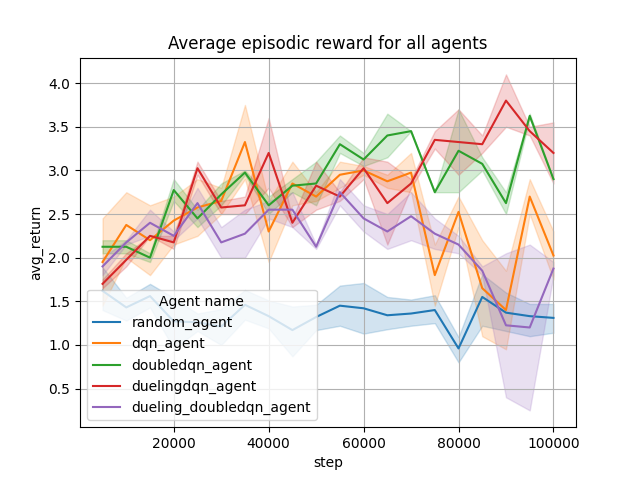 Average episodic reward for all agents
4.0
3.5
3.0
2.5
2.0
1.5
1.0
0.5
avg_return
Agent name
random_agent
dqn_agent
doubledqn_agent
duelingdqn_agent
dueling_doubledqn_agent
20000 40000 60000 80000 100000
step